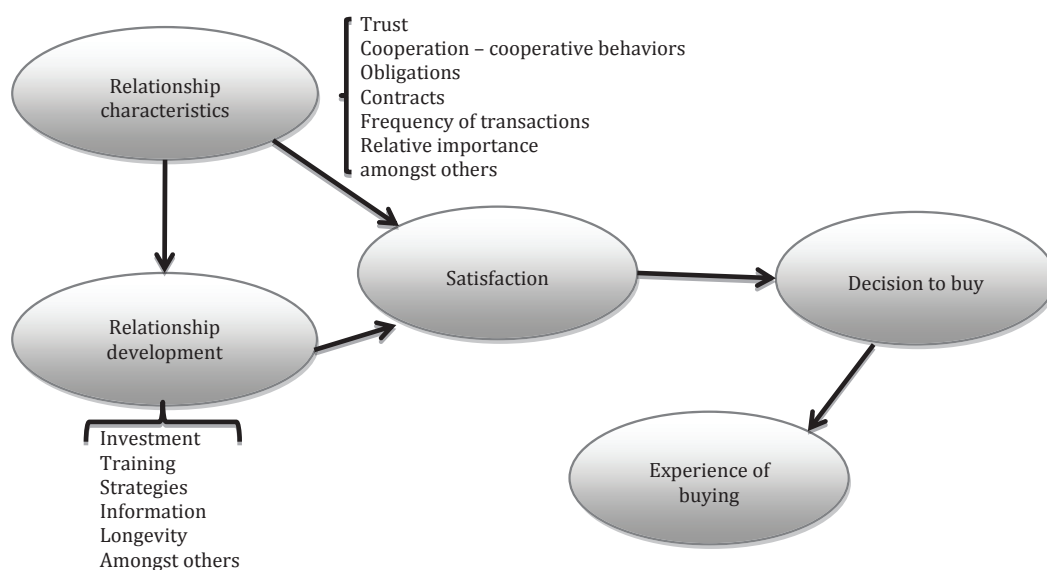 Relationship
characteristics
Trust
Cooperation – cooperative behaviors
Obligations
Contracts
Frequency of transactions
Relative importance
amongst others
Satisfaction
Decision to buy
Relationship
development
Investment
Training
Strategies
Information
Longevity
Amongst others
Experience of
buying